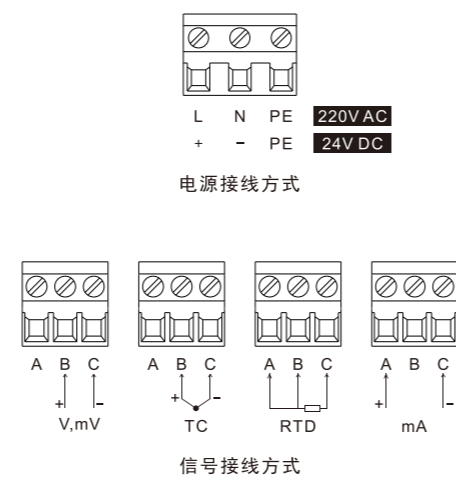 L N PE 220V AC
+ - PE 24V DC
电源接线方式
A B C A B C A B C A B C
+ - + - + -
V,mV TC RTD mA
信号接线方式